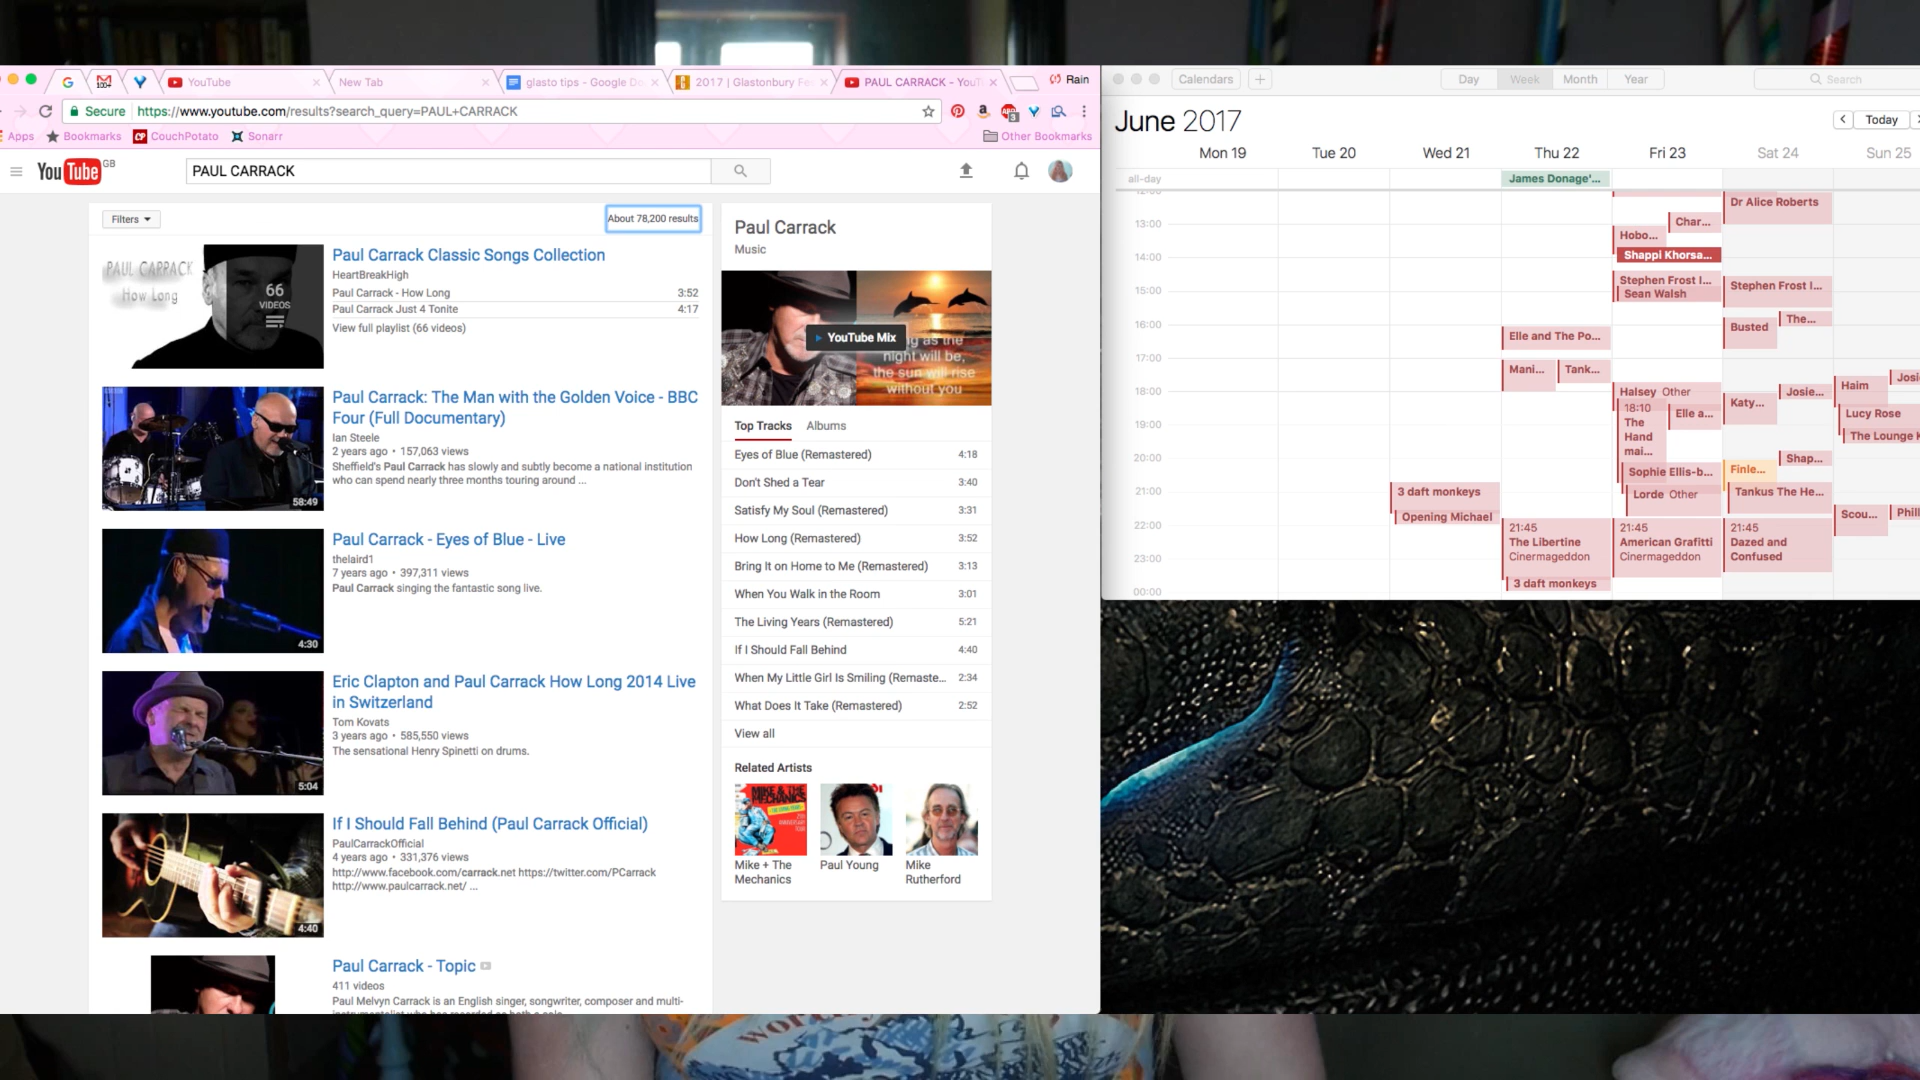 YouTube
New Tab
glasto tips - Google Do
2017 | Glastonbury Fe
PAUL CARRACK - YouT
Rain
Secure
https://www.youtube.com/results?search_query=PAUL+CARRACK
Apps
Bookmarks
CouchPotato
Sonarr
Other Bookmarks
YouTube GB
PAUL CARRACK
Filters
About 78,200 results
PAUL CARRACK
How Long
66
VIDEOS
Paul Carrack Classic Songs Collection
HeartBreakHigh
Paul Carrack - How Long 3:52
Paul Carrack Just 4 Tonite 4:17
View full playlist (66 videos)
58:49
Paul Carrack: The Man with the Golden Voice - BBC
Four (Full Documentary)
Ian Steele
2 years ago • 157,063 views
Sheffield's Paul Carrack has slowly and subtly become a national institution
who can spend nearly three months touring around ...
4:30
Paul Carrack - Eyes of Blue - Live
thelaird1
7 years ago • 397,311 views
Paul Carrack singing the fantastic song live.
5:04
Eric Clapton and Paul Carrack How Long 2014 Live
in Switzerland
Tom Kovats
3 years ago • 585,550 views
The sensational Henry Spinetti on drums.
4:40
If I Should Fall Behind (Paul Carrack Official)
PaulCarrackOfficial
4 years ago • 331,376 views
http://www.facebook.com/carrack.net https://twitter.com/PCarrack
http://www.paulcarrack.net/ ...
Paul Carrack - Topic
411 videos
Paul Melvyn Carrack is an English singer, songwriter, composer and multi-
Paul Carrack
Music
YouTube Mix
g as the
night will be,
the sun will rise
without you
Top Tracks Albums
Eyes of Blue (Remastered) 4:18
Don't Shed a Tear 3:40
Satisfy My Soul (Remastered) 3:31
How Long (Remastered) 3:52
Bring It on Home to Me (Remastered) 3:13
When You Walk in the Room 3:01
The Living Years (Remastered) 5:21
If I Should Fall Behind 4:40
When My Little Girl Is Smiling (Remaste... 2:34
What Does It Take (Remastered) 2:52
View all
Related Artists
MIKE & THE
MECHANICS
Mike + The
Mechanics
Paul Young
Mike
Rutherford
Calendars
Day Week Month Year
Search
June 2017
Today
Mon 19 Tue 20 Wed 21 Thu 22 Fri 23 Sat 24 Sun 25
all-day
James Donage'...
13:00
14:00
15:00
16:00
17:00
18:00
19:00
20:00
21:00
22:00
23:00
00:00
3 daft monkeys
Opening Michael
Elle and The Po...
Mani...
Tank...
21:45
The Libertine
Cinermageddon
3 daft monkeys
Char...
Hobo...
Shappi Khorsa...
Stephen Frost I...
Sean Walsh
Halsey Other
18:10
The
Hand
mai...
Elle a...
Sophie Ellis-b...
Lorde Other
21:45
American Grafitti
Cinermageddon
Dr Alice Roberts
Stephen Frost I...
The...
Busted
Josie...
Katy...
Shap...
Finle...
Tankus The He...
21:45
Dazed and
Confused
Josi
Haim
Lucy Rose
The Lounge K
Scou...
Phill